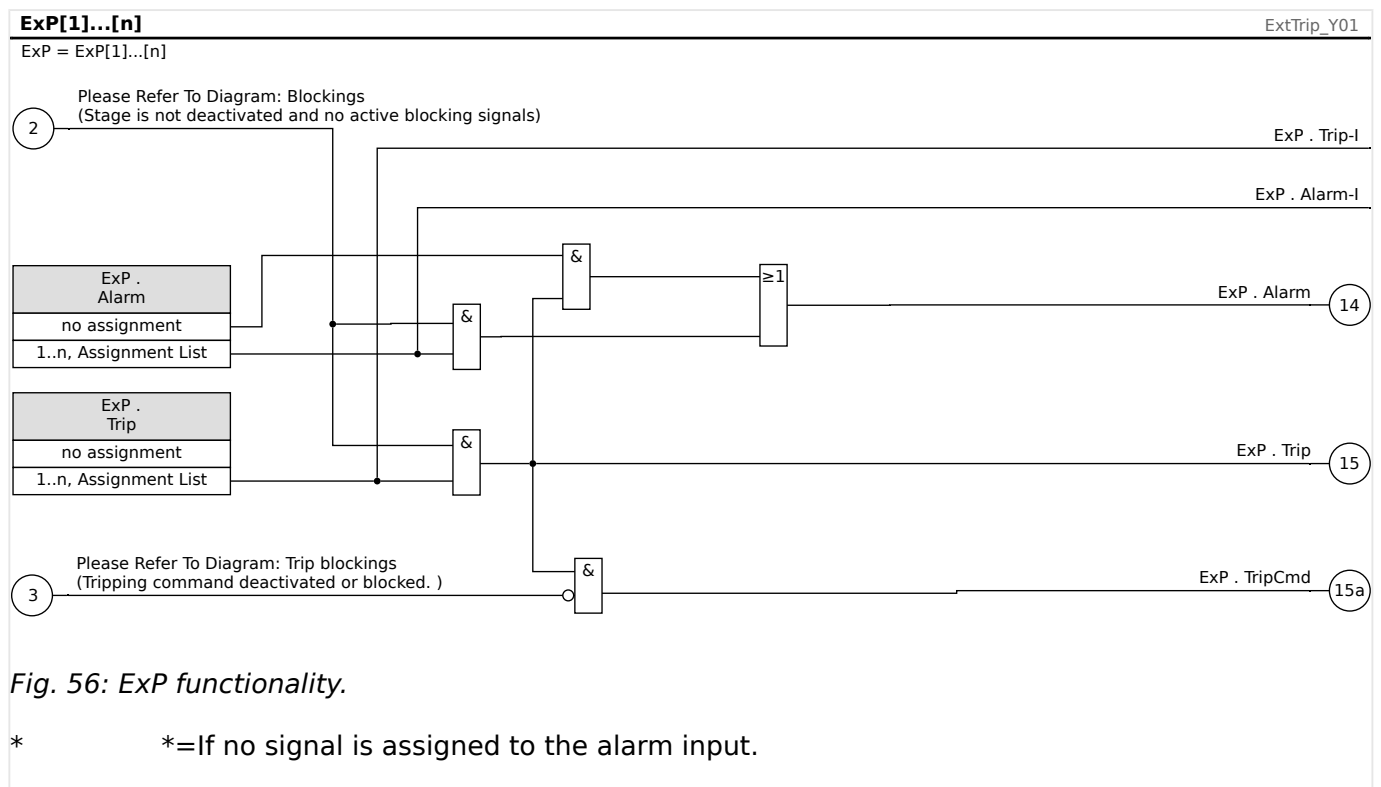 ExP[1]...[n]
ExtTrip_Y01
ExP = ExP[1]...[n]
Please Refer To Diagram: Blockings
(Stage is not deactivated and no active blocking signals)
2
ExP . Trip-I
ExP . Alarm-I
&
ExP .
Alarm
≥1
ExP . Alarm
14
no assignment
&
1..n, Assignment List
ExP .
Trip
&
ExP . Trip
15
no assignment
1..n, Assignment List
Please Refer To Diagram: Trip blockings
(Tripping command deactivated or blocked. )
3
&
ExP . TripCmd
15a
Fig. 56: ExP functionality.
* *=If no signal is assigned to the alarm input.